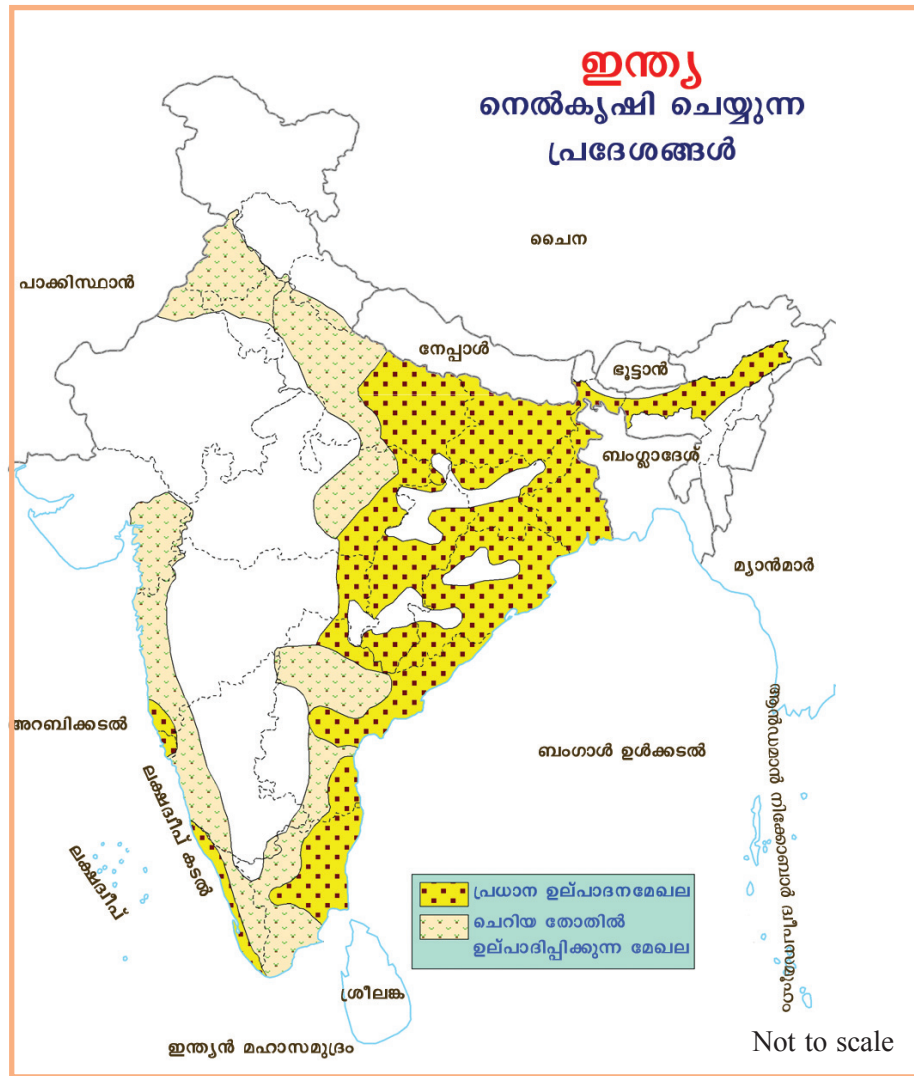 ഇന്ത്യ
നെൽകൃഷി ചെയ്യുന്ന
പ്രദേശങ്ങൾ
ചൈന
പാക്കിസ്ഥാൻ
നേപ്പാൾ
ഭൂട്ടാൻ
ബംഗ്ലാദേശ്
മ്യാൻമാർ
അറബിക്കടൽ
ബംഗാൾ ഉൾക്കടൽ
ലക്ഷദ്വീപ് കടൽ
ലക്ഷദ്വീപ്
ആൻഡമാൻ നിക്കോബാർ ദ്വീപസമൂഹം
പ്രധാന ഉല്പാദനമേഖല
ചെറിയ തോതിൽ
ഉല്പാദിപ്പിക്കുന്ന മേഖല
ശ്രീലങ്ക
ഇന്ത്യൻ മഹാസമുദ്രം
Not to scale